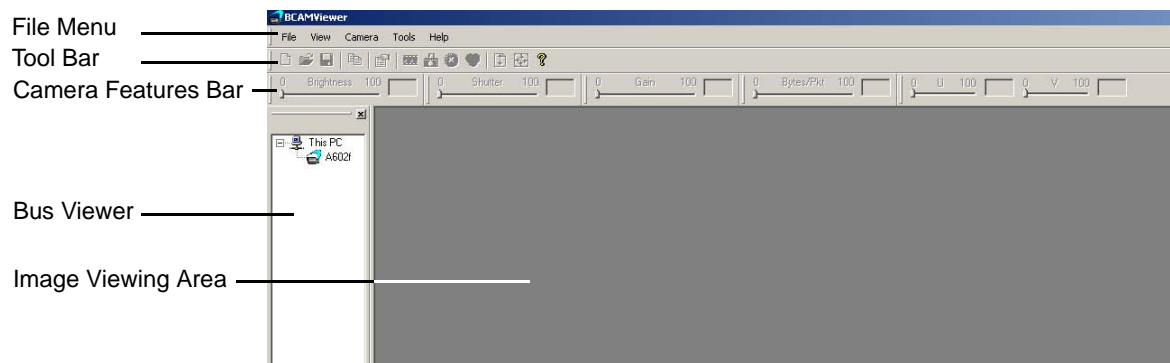 BCAMViewer
File Menu
File View Camera Tools Help
Tool Bar
Camera Features Bar
0 Brightness 100
0 Shutter 100
0 Gain 100
0 Bytes/Pkt 100
0 U 100
0 V 100
This PC
A602f
Bus Viewer
Image Viewing Area